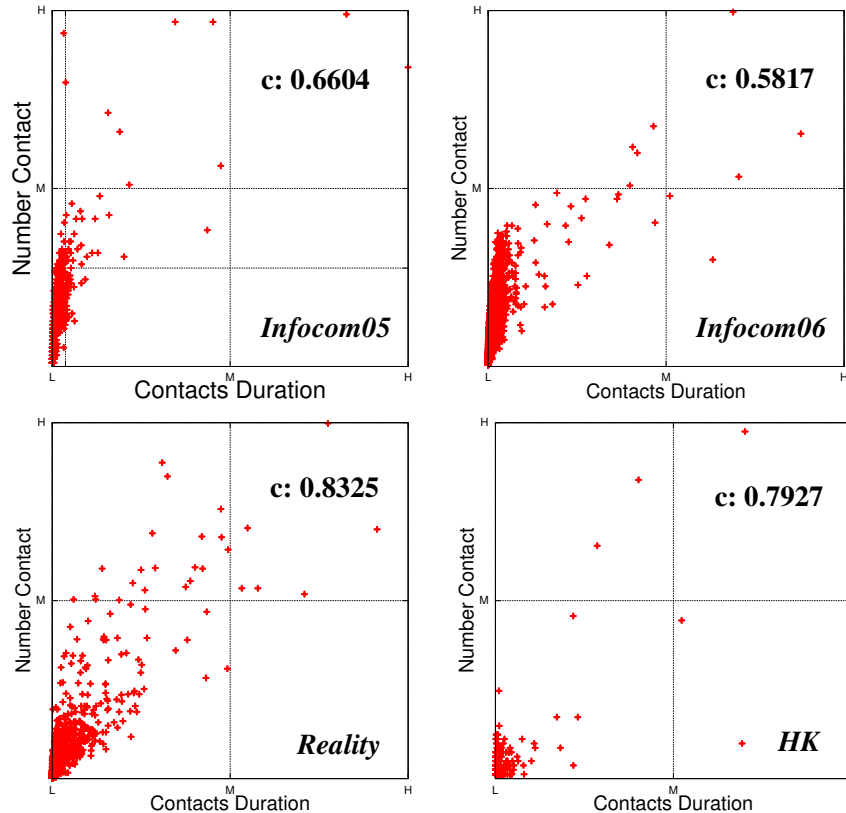 H
M
L
M
H
Number Contact
Contacts Duration
c: 0.6604
Infocom05
H
M
L
M
H
Number Contact
Contacts Duration
c: 0.5817
Infocom06
H
M
L
M
H
Number Contact
Contacts Duration
c: 0.8325
Reality
H
M
L
M
Number Contact
Contacts Duration
c: 0.7927
HK